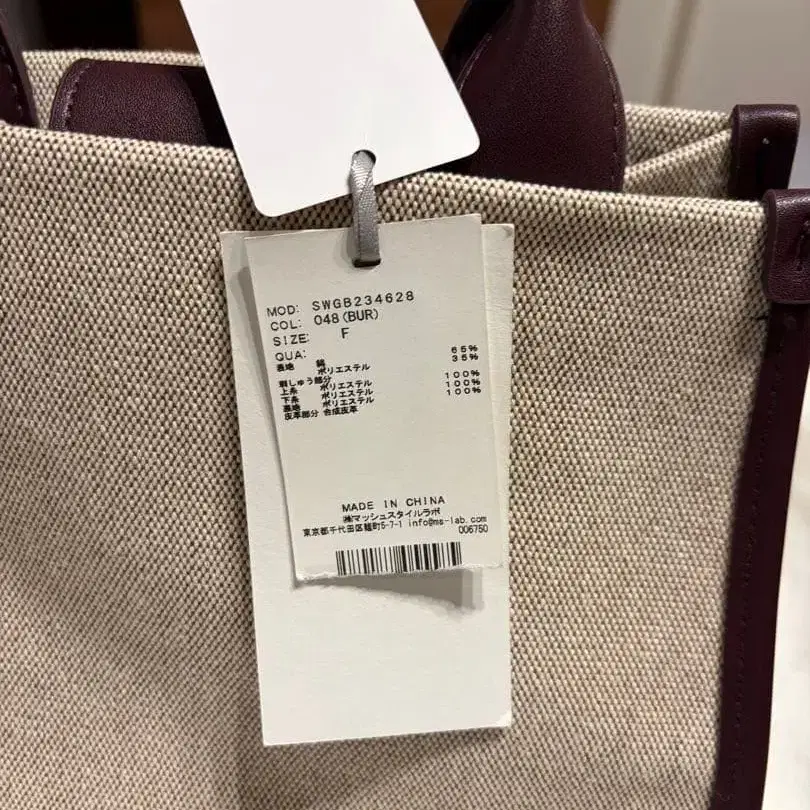 MOD: SWGB234628
COL: 048(BUR)
SIZE: F
QUA:
表地 綿 65%
ポリエステル 35%
刺しゅう部分
上糸 ポリエステル 100%
下糸 ポリエステル 100%
裏地 ポリエステル 100%
皮革部分 合成皮革
MADE IN CHINA
㈱マッシュスタイルラボ
東京都千代田区麹町5-7-1 info@ms-lab.com
006750